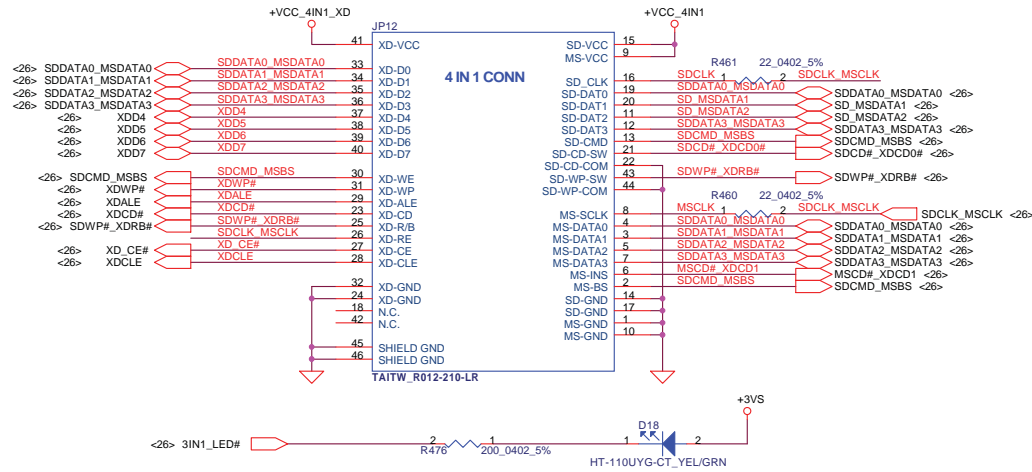 +VCC_4IN1_XD
+VCC_4IN1
JP12
4 IN 1 CONN
41 XD-VCC
<26> SDDATA0_MSDATA0 SDDATA0_MSDATA0 33 XD-D0
<26> SDDATA1_MSDATA1 SDDATA1_MSDATA1 34 XD-D1
<26> SDDATA2_MSDATA2 SDDATA2_MSDATA2 35 XD-D2
<26> SDDATA3_MSDATA3 SDDATA3_MSDATA3 36 XD-D3
<26> XDD4 XDD4 37 XD-D4
<26> XDD5 XDD5 38 XD-D5
<26> XDD6 XDD6 39 XD-D6
<26> XDD7 XDD7 40 XD-D7
<26> SDCMD_MSBS SDCMD_MSBS 30 XD-WE
<26> XDWP# XDWP# 31 XD-WP
<26> XDALE XDALE 29 XD-ALE
<26> XDCD# XDCD# 23 XD-CD
<26> SDWP#_XDRB# SDWP#_XDRB# 25 XD-R/B
<26> SDCLK_MSCLK 26 XD-RE
<26> XD_CE# XD_CE# 27 XD-CE
<26> XDCLE XDCLE 28 XD-CLE
32 XD-GND
24 XD-GND
18 N.C.
42 N.C.
45 SHIELD GND
46 SHIELD GND
TAITW_R012-210-LR
SD-VCC 15
MS-VCC 9
R461 22_0402_5%
SD_CLK 16 SDCLK 1 2 SDCLK_MSCLK
SD-DAT0 19 SDDATA0_MSDATA0 SDDATA0_MSDATA0 <26>
SD-DAT1 20 SD_MSDATA1 SD_MSDATA1 <26>
SD-DAT2 11 SD_MSDATA2 SD_MSDATA2 <26>
SD-DAT3 12 SDDATA3_MSDATA3 SDDATA3_MSDATA3 <26>
SD-CMD 13 SDCMD_MSBS SDCMD_MSBS <26>
SD-CD-SW 21 SDCD#_XDCD0# SDCD#_XDCD0# <26>
SD-CD-COM 22
SD-WP-SW 43 SDWP#_XDRB# SDWP#_XDRB# <26>
SD-WP-COM 44
R460 22_0402_5%
MS-SCLK 8 MSCLK 1 2 SDCLK_MSCLK SDCLK_MSCLK <26>
MS-DATA0 4 SDDATA0_MSDATA0 SDDATA0_MSDATA0 <26>
MS-DATA1 3 SDDATA1_MSDATA1 SDDATA1_MSDATA1 <26>
MS-DATA2 5 SDDATA2_MSDATA2 SDDATA2_MSDATA2 <26>
MS-DATA3 7 SDDATA3_MSDATA3 SDDATA3_MSDATA3 <26>
MS-INS 6 MSCD#_XDCD1 MSCD#_XDCD1 <26>
MS-BS 2 SDCMD_MSBS SDCMD_MSBS <26>
SD-GND 14
SD-GND 17
MS-GND 1
MS-GND 10
+3VS
D18
<26> 3IN1_LED# 2 1 1 2
R476 200_0402_5%
HT-110UYG-CT_YEL/GRN